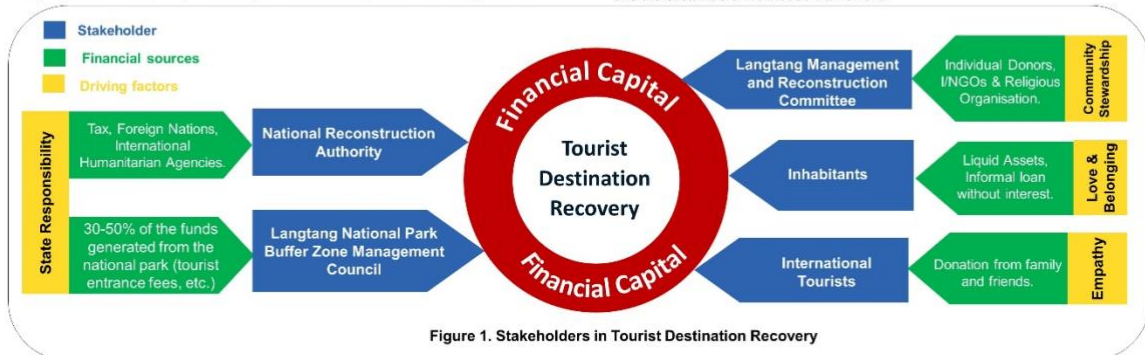 Stakeholder
Financial sources
Driving factors
State Responsibility
Tax, Foreign Nations,
International
Humanitarian Agencies.
National Reconstruction
Authority
30-50% of the funds
generated from the
national park (tourist
entrance fees, etc.)
Langtang National Park
Buffer Zone Management
Council
Financial Capital
Tourist
Destination
Recovery
Financial Capital
Langtang Management
and Reconstruction
Committee
Individual Donors,
I/NGOs & Religious
Organisation.
Community
Stewardship
Inhabitants
Liquid Assets,
Informal loan
without interest.
Love &
Belonging
International
Tourists
Donation from family
and friends.
Empathy
Figure 1. Stakeholders in Tourist Destination Recovery